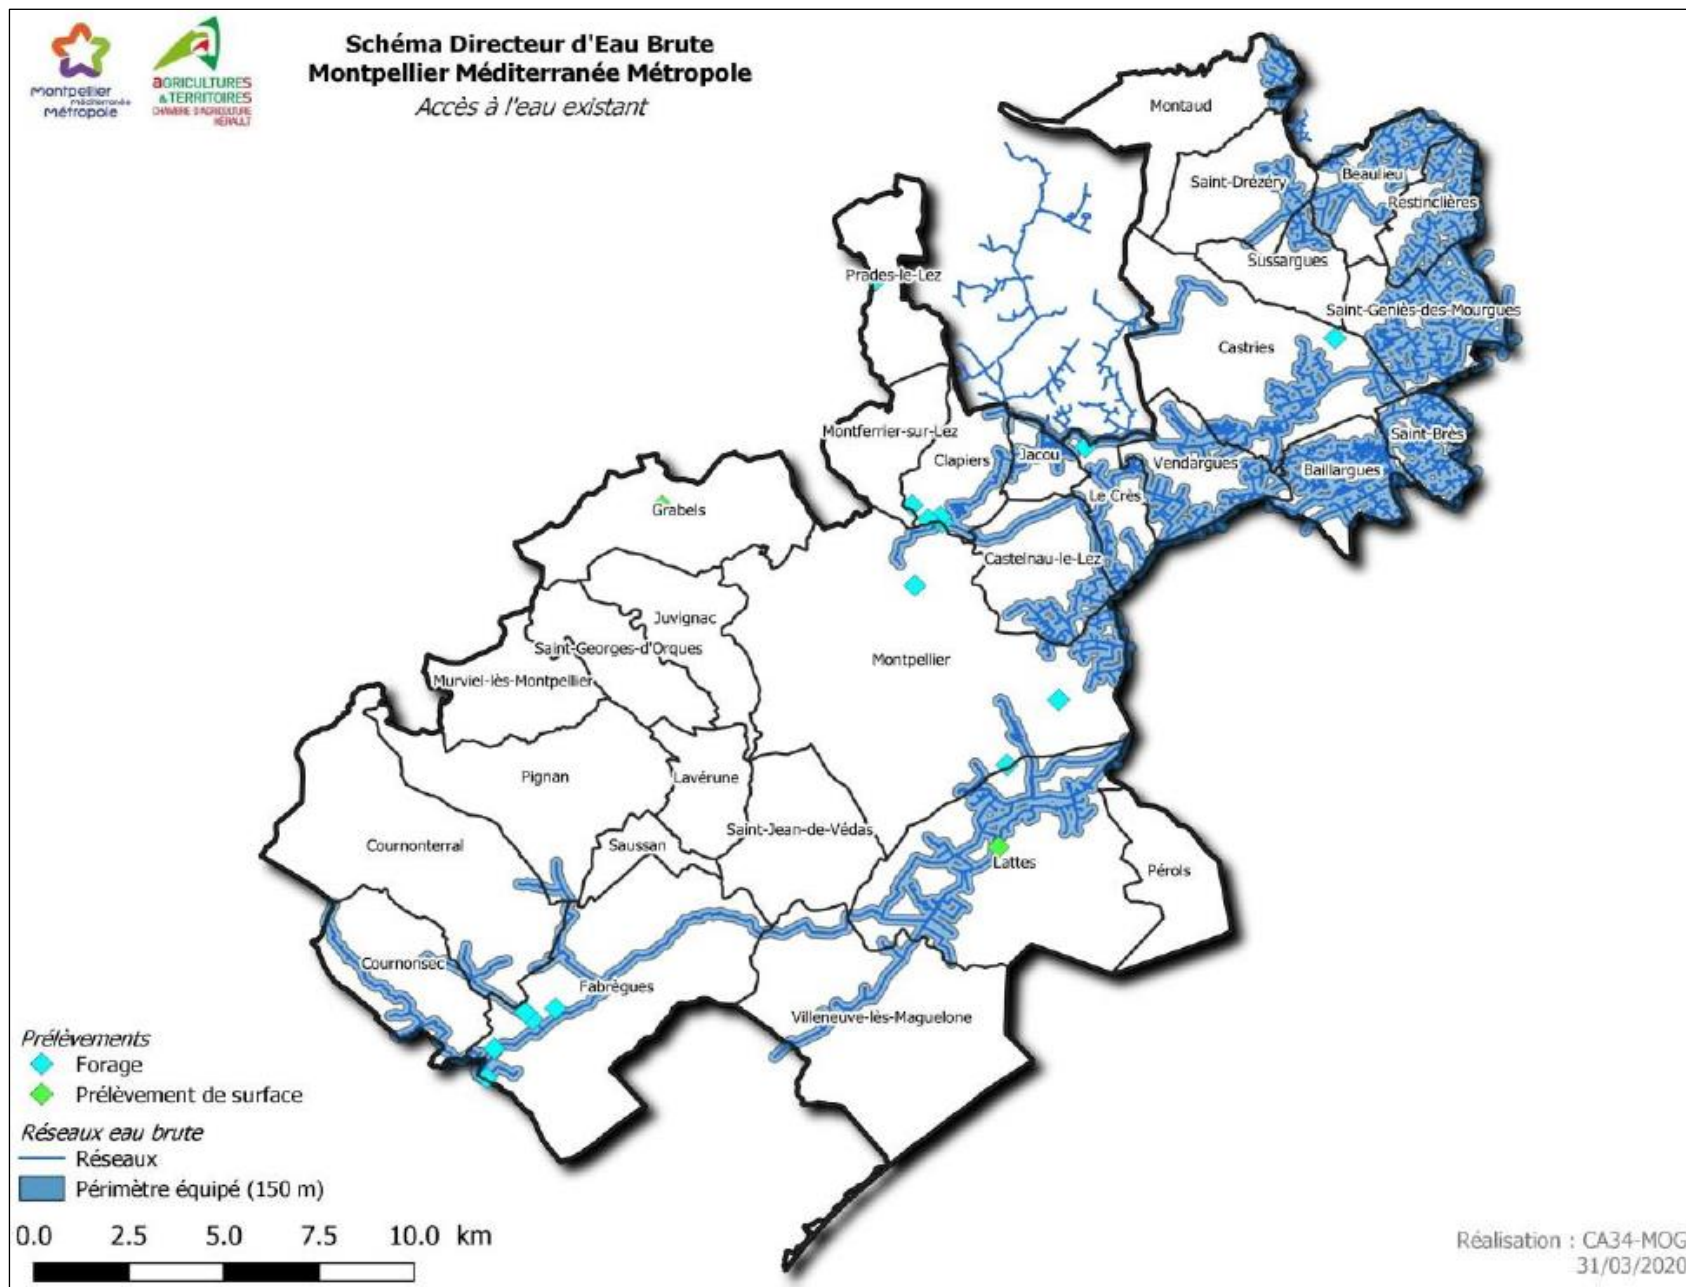 Montpellier
méditerranée
Métropole
aGRICULTURES
&TERRITOIRES
CHAMBRE D'AGRICULTURE
HÉRAULT
Schéma Directeur d'Eau Brute
Montpellier Méditerranée Métropole
Accès à l'eau existant
Montaud
Saint-Drézéry
Beaulieu
Restinclières
Sussargues
Prades-le-Lez
Saint-Geniès-des-Mourgues
Castries
Montferrier-sur-Lez
Clapiers
Jacou
Vendargues
Saint-Brès
Baillargues
Le Crès
Grabels
Castelnau-le-Lez
Juvignac
Saint-Georges-d'Orques
Montpellier
Murviel-lès-Montpellier
Pignan
Lavérune
Saint-Jean-de-Védas
Cournonterral
Saussan
Lattes
Pérols
Cournonsec
Fabrègues
Villeneuve-lès-Maguelone
Prélèvements
Forage
Prélèvement de surface
Réseaux eau brute
Réseaux
Périmètre équipé (150 m)
0.0 2.5 5.0 7.5 10.0 km
Réalisation : CA34-MOG
31/03/2020